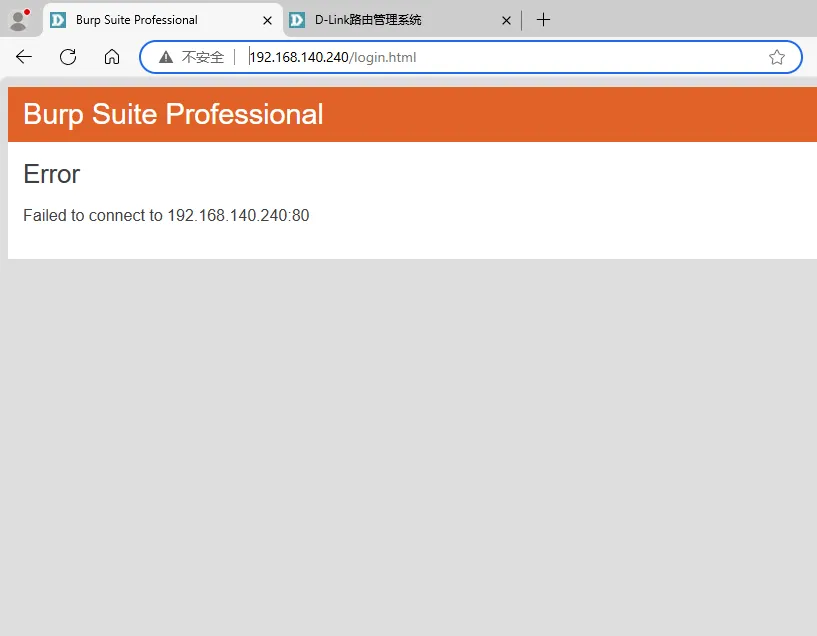 Burp Suite Professional
D-Link路由管理系统
不安全
192.168.140.240/login.html
Burp Suite Professional
Error
Failed to connect to 192.168.140.240:80